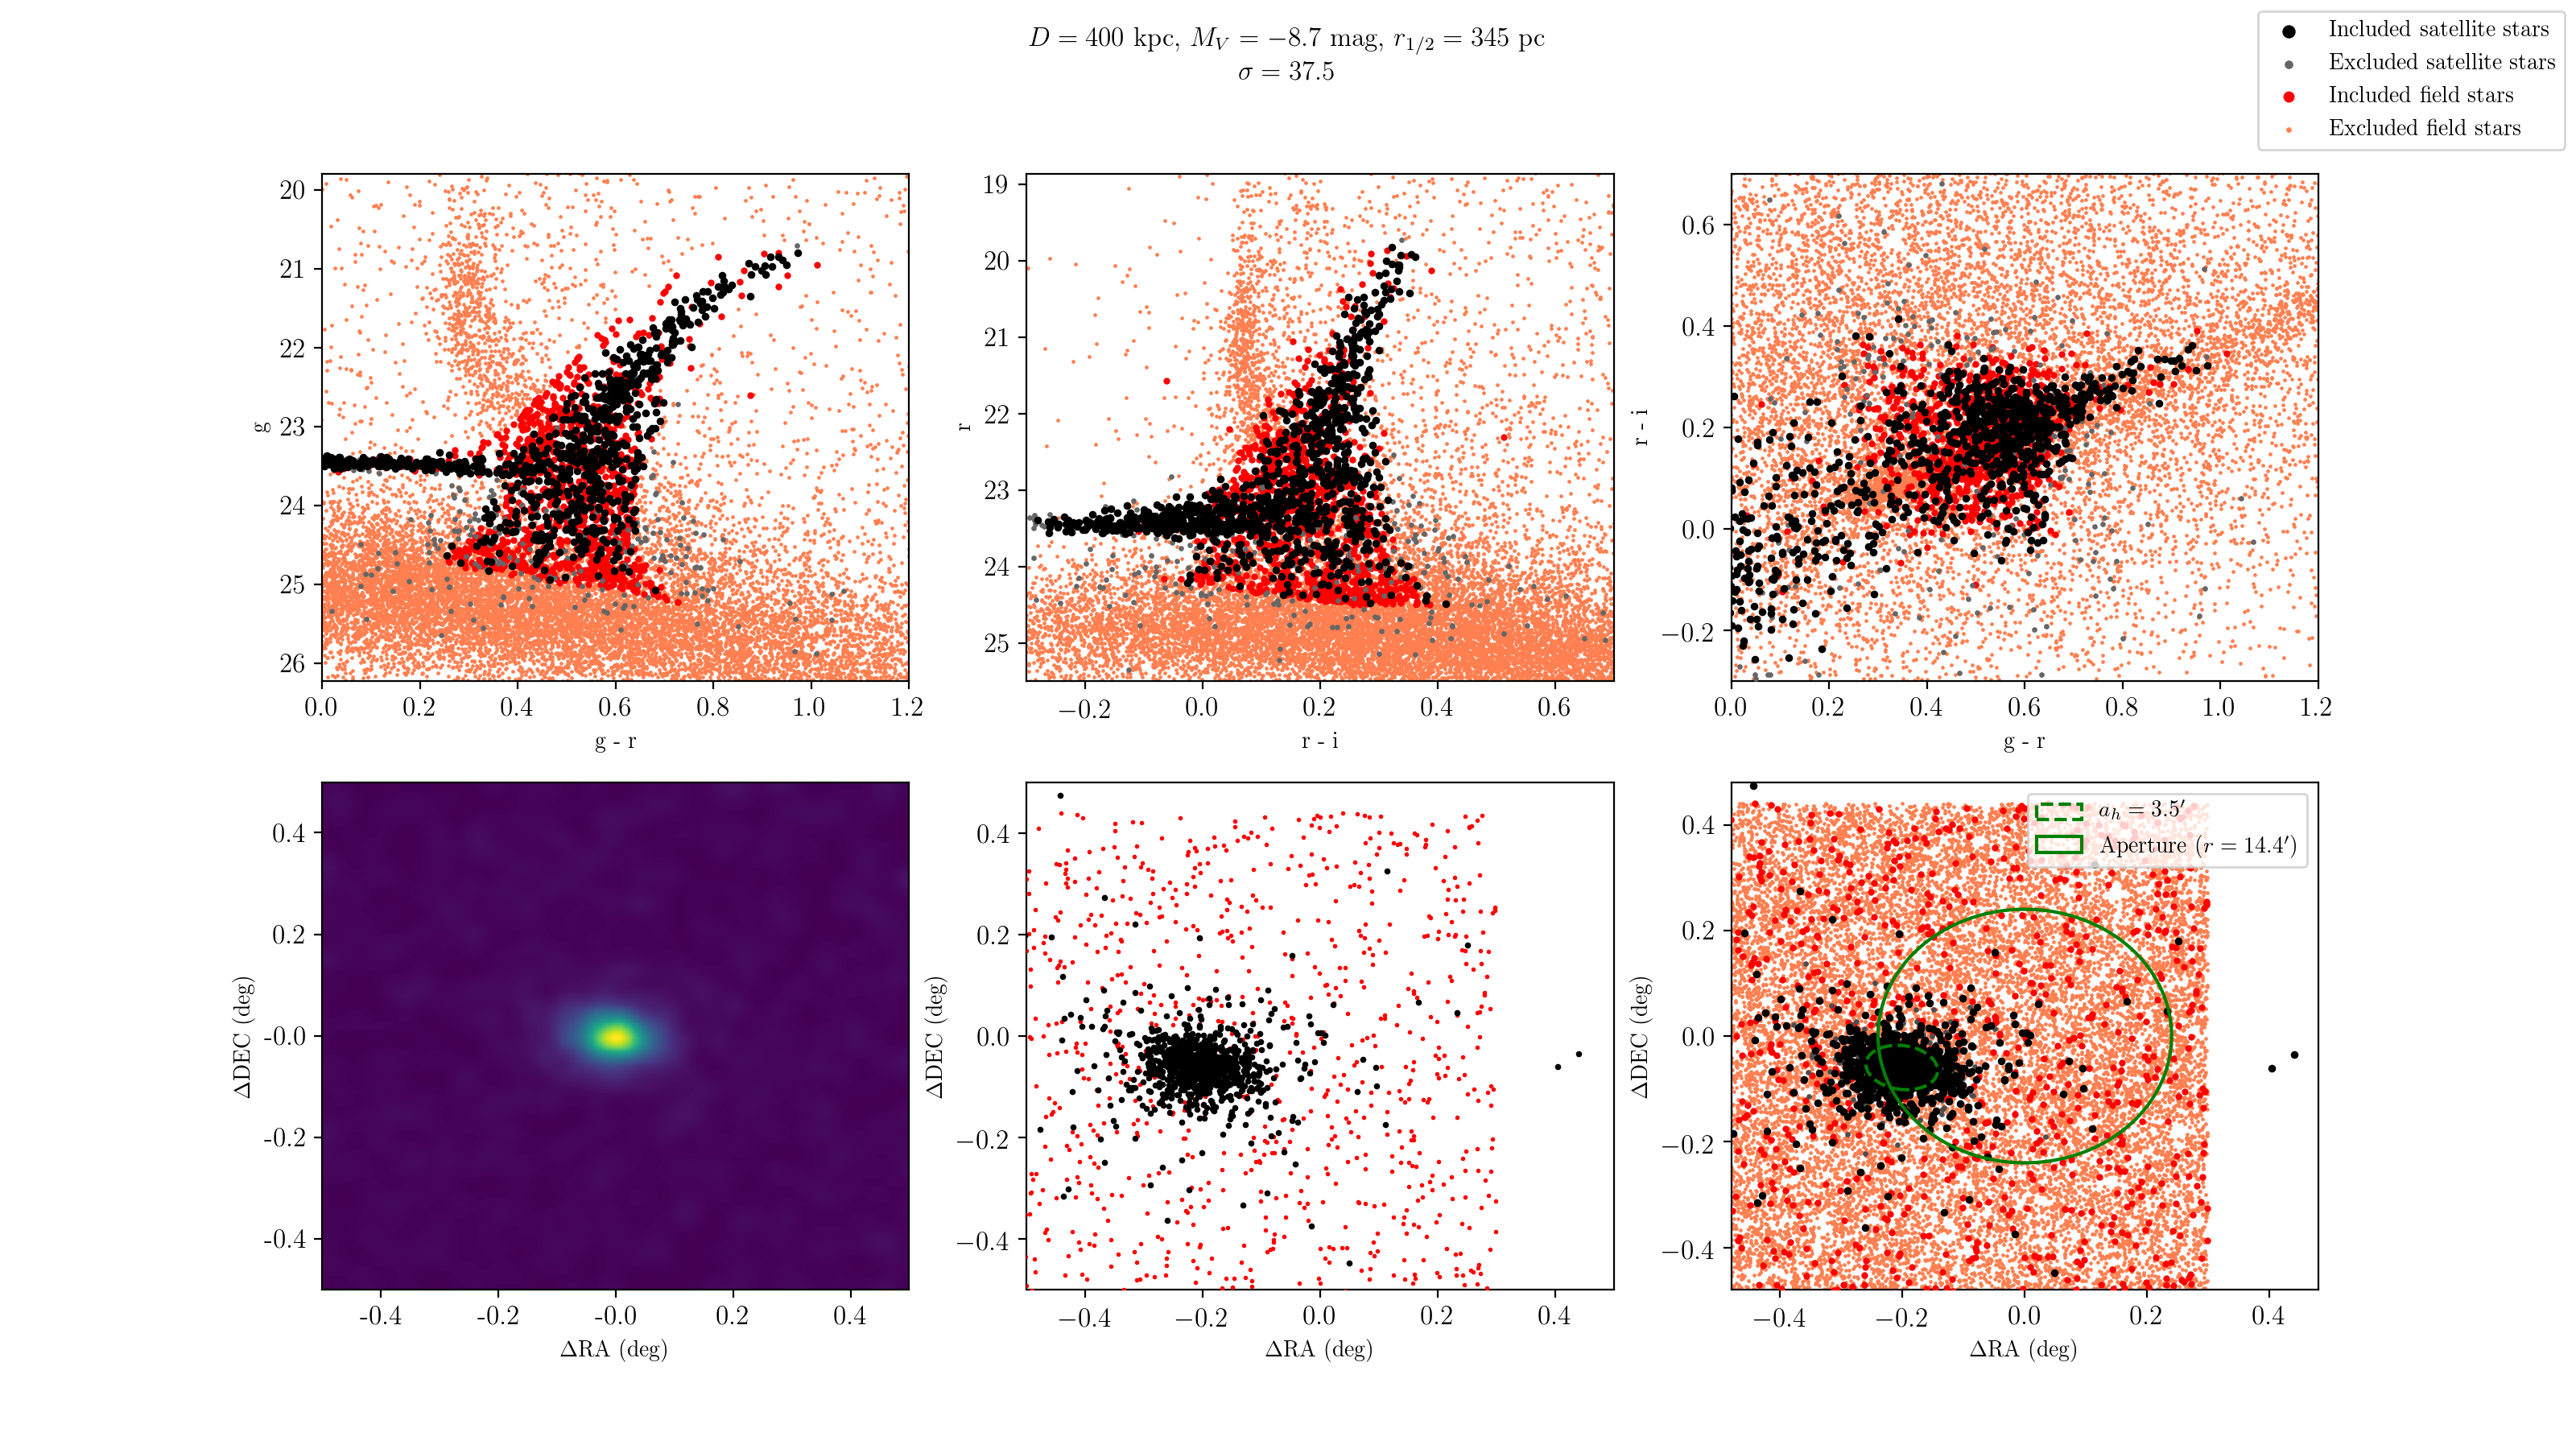 D = 400 kpc, M_V = −8.7 mag, r_{1/2} = 345 pc
σ = 37.5
Included satellite stars
Excluded satellite stars
Included field stars
Excluded field stars
20
21
22
23
24
25
26
g
0.0 0.2 0.4 0.6 0.8 1.0 1.2
g - r
19
20
21
22
23
24
25
r
−0.2 0.0 0.2 0.4 0.6
r - i
0.6
0.4
0.2
0.0
−0.2
r - i
0.0 0.2 0.4 0.6 0.8 1.0 1.2
g - r
0.4
0.2
-0.0
-0.2
-0.4
ΔDEC (deg)
-0.4 -0.2 -0.0 0.2 0.4
ΔRA (deg)
0.4
0.2
0.0
−0.2
−0.4
ΔDEC (deg)
−0.4 −0.2 0.0 0.2 0.4
ΔRA (deg)
a_h = 3.5′
Aperture (r = 14.4′)
0.4
0.2
0.0
−0.2
−0.4
ΔDEC (deg)
−0.4 −0.2 0.0 0.2 0.4
ΔRA (deg)